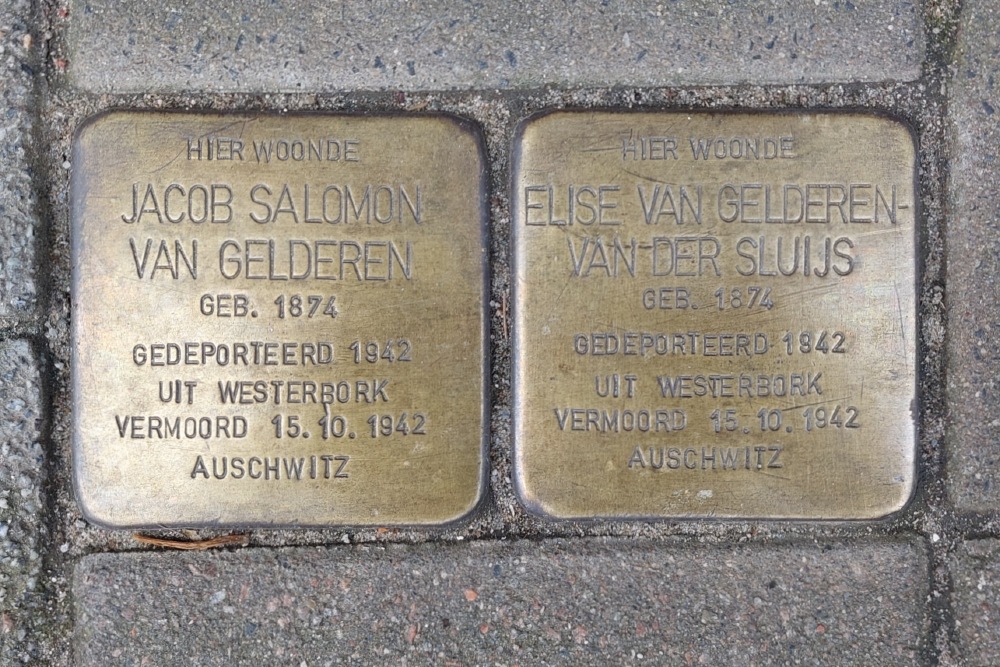 HIER WOONDE
JACOB SALOMON
VAN GELDEREN
GEB. 1874
GEDEPORTEERD 1942
UIT WESTERBORK
VERMOORD 15.10.1942
AUSCHWITZ
HIER WOONDE
ELISE VAN GELDEREN-
VAN DER SLUIJS
GEB. 1874
GEDEPORTEERD 1942
UIT WESTERBORK
VERMOORD 15.10.1942
AUSCHWITZ